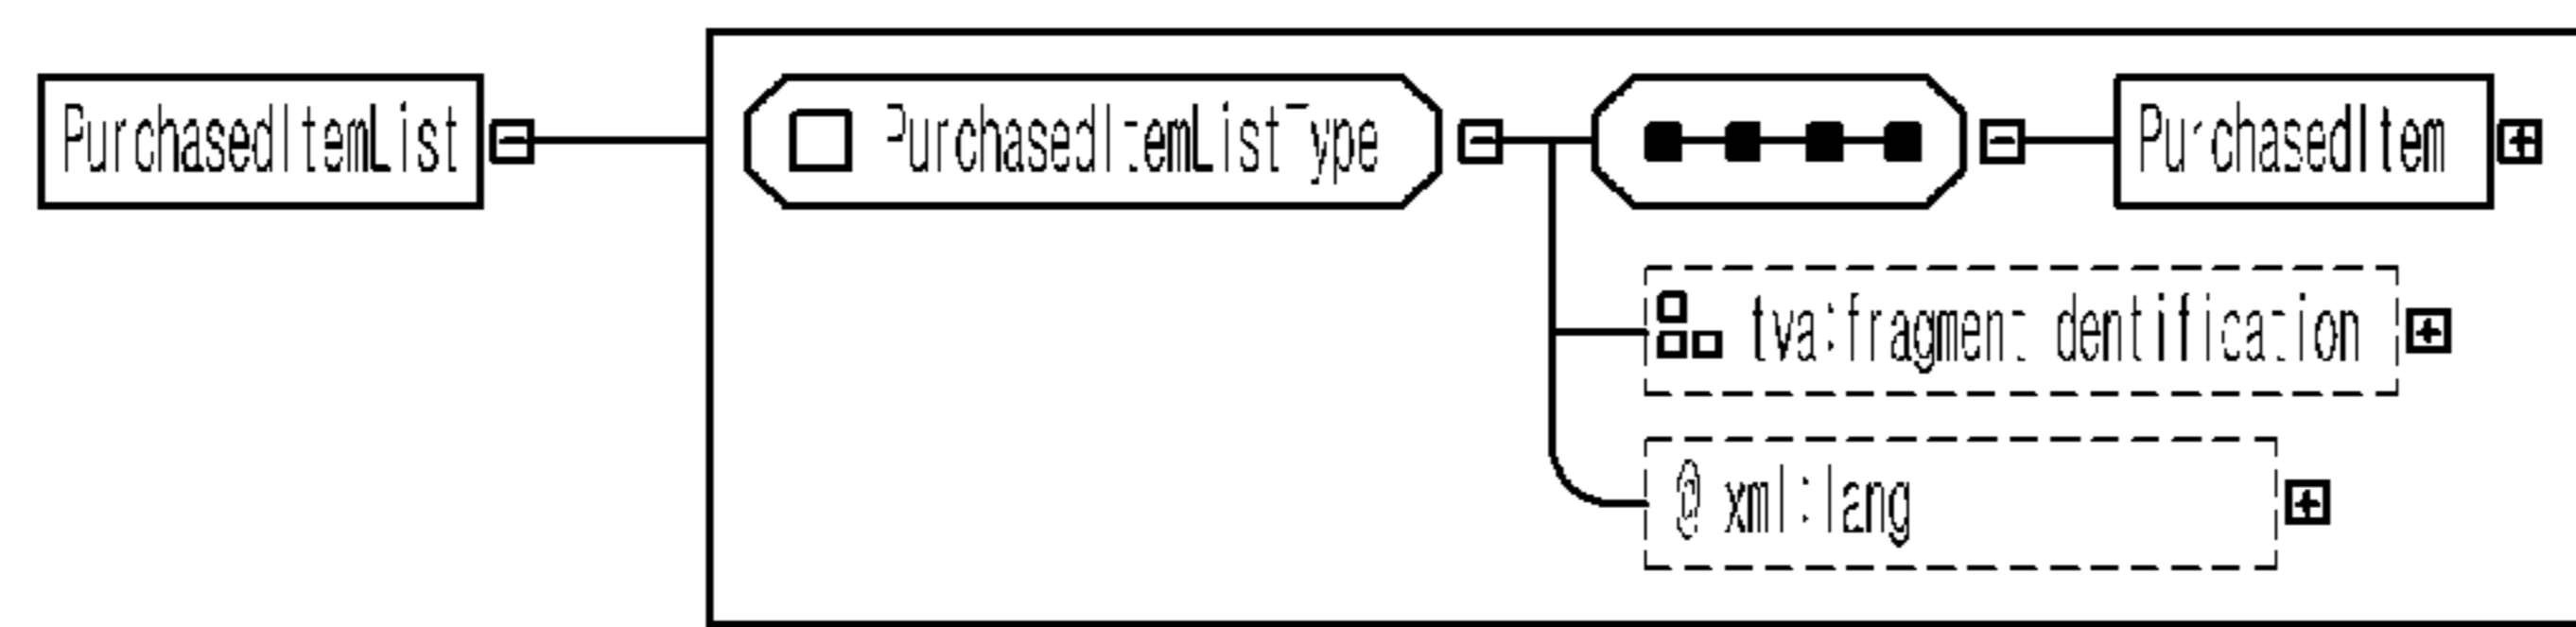 PurchasedItemList
PurchasedItemListType
PurchasedItem
tva:fragmentIdentification
@ xml:lang